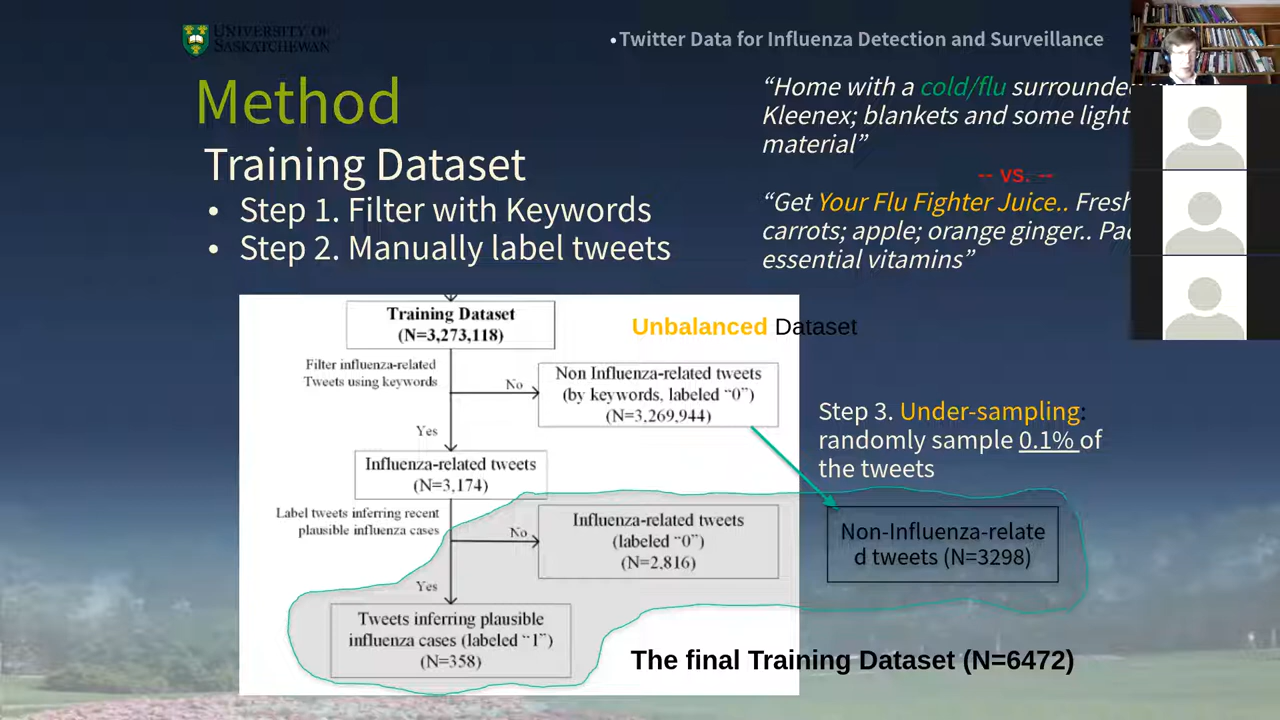 UNIVERSITY OF
SASKATCHEWAN
•Twitter Data for Influenza Detection and Surveillance
Method
Training Dataset
• Step 1. Filter with Keywords
• Step 2. Manually label tweets
“Home with a cold/flu surrounded
Kleenex; blankets and some light
material”
-- vs. --
“Get Your Flu Fighter Juice.. Fresh
carrots; apple; orange ginger.. Pac
essential vitamins”
Training Dataset
(N=3,273,118)
Filter influenza-related
Tweets using keywords
No
Non Influenza-related tweets
(by keywords, labeled “0”)
(N=3,269,944)
Yes
Influenza-related tweets
(N=3,174)
Label tweets inferring recent
plausible influenza cases
No
Influenza-related tweets
(labeled “0”)
(N=2,816)
Yes
Tweets inferring plausible
influenza cases (labeled “1”)
(N=358)
Unbalanced Dataset
Step 3. Under-sampling:
randomly sample 0.1% of
the tweets
Non-Influenza-relate
d tweets (N=3298)
The final Training Dataset (N=6472)